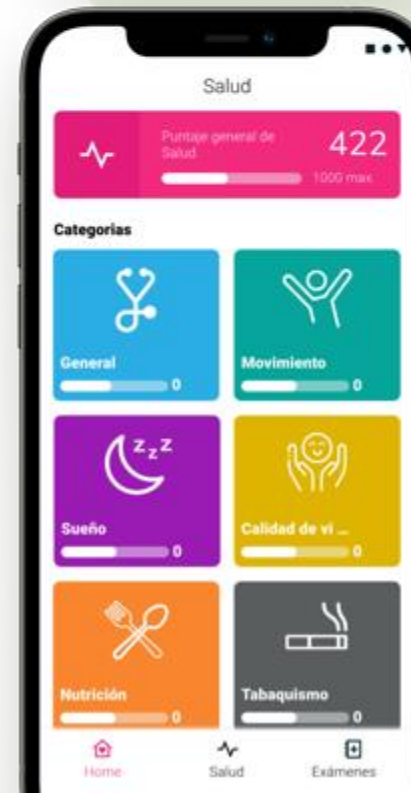 Salud
Puntaje general de
Salud
422
1000 max.
Categorias
General
0
Movimiento
0
zzz
Sueño
0
Calidad de vi ...
0
Nutrición
0
Tabaquismo
0
Home
Salud
Exámenes